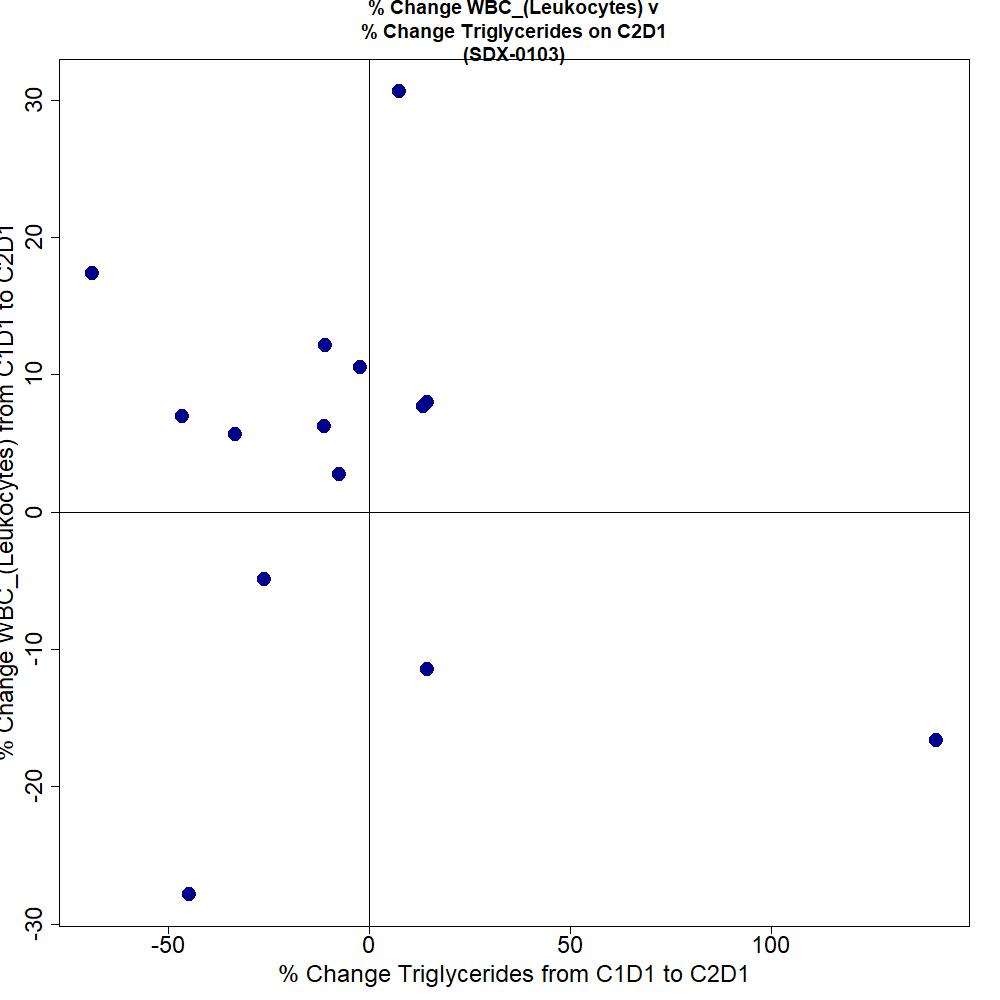 % Change WBC_(Leukocytes) v
% Change Triglycerides on C2D1
(SDX-0103)
30
20
10
0
-10
-20
-30
% Change WBC_(Leukocytes) from C1D1 to C2D1
-50
0
50
100
% Change Triglycerides from C1D1 to C2D1